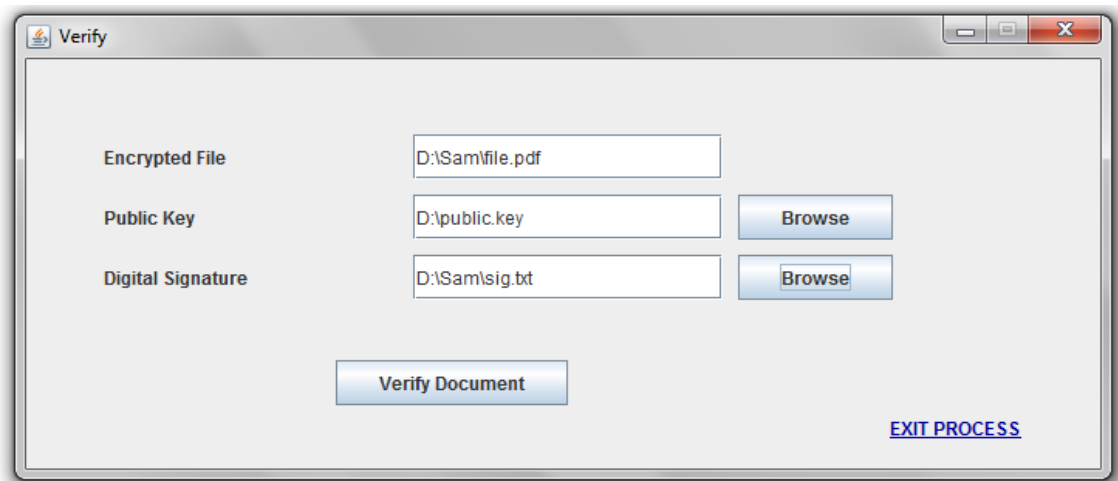 Verify
Encrypted File D:\Sam\file.pdf
Public Key D:\public.key Browse
Digital Signature D:\Sam\sig.txt Browse
Verify Document
EXIT PROCESS